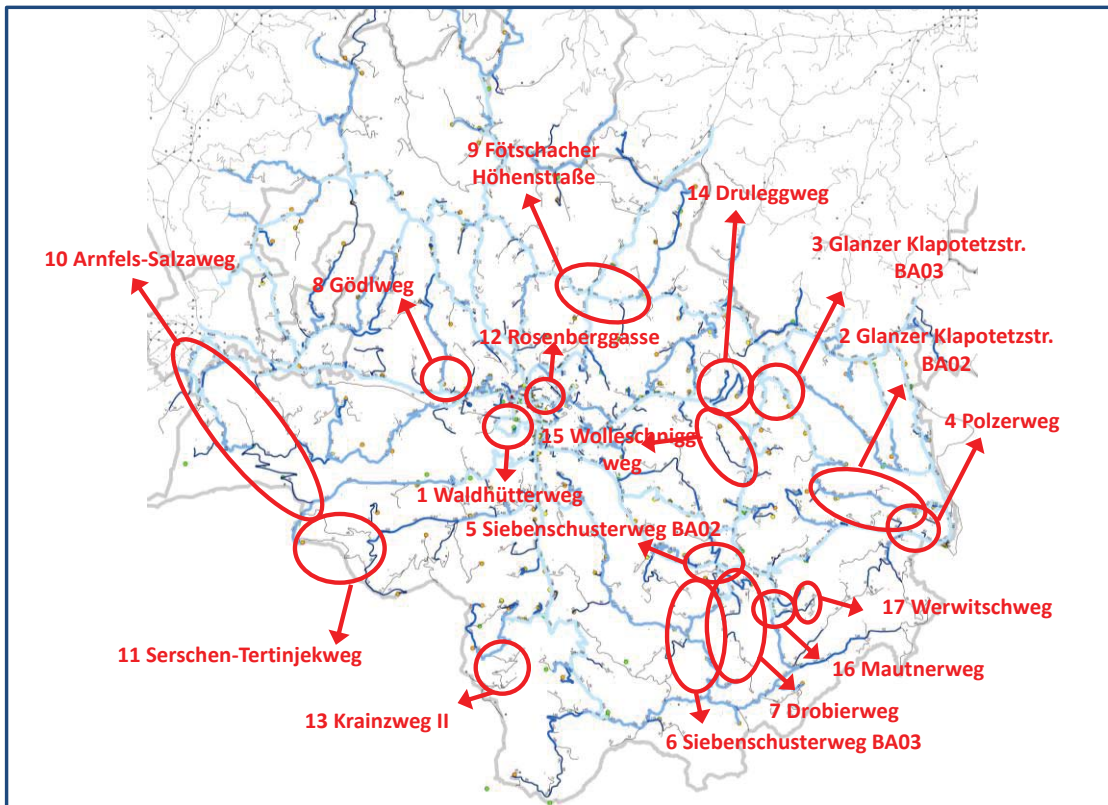 9 Fötschacher
Höhenstraße
14 Druleggweg
3 Glanzer Klapotetzstr.
BA03
10 Arnfels-Salzaweg
8 Gödlweg
12 Rosenberggasse
2 Glanzer Klapotetzstr.
BA02
4 Polzerweg
15 Wolleschnigg-
weg
1 Waldhütterweg
5 Siebenschusterweg BA02
17 Werwitschweg
11 Serschen-Tertinjekweg
16 Mautnerweg
13 Krainzweg II
7 Drobierweg
6 Siebenschusterweg BA03